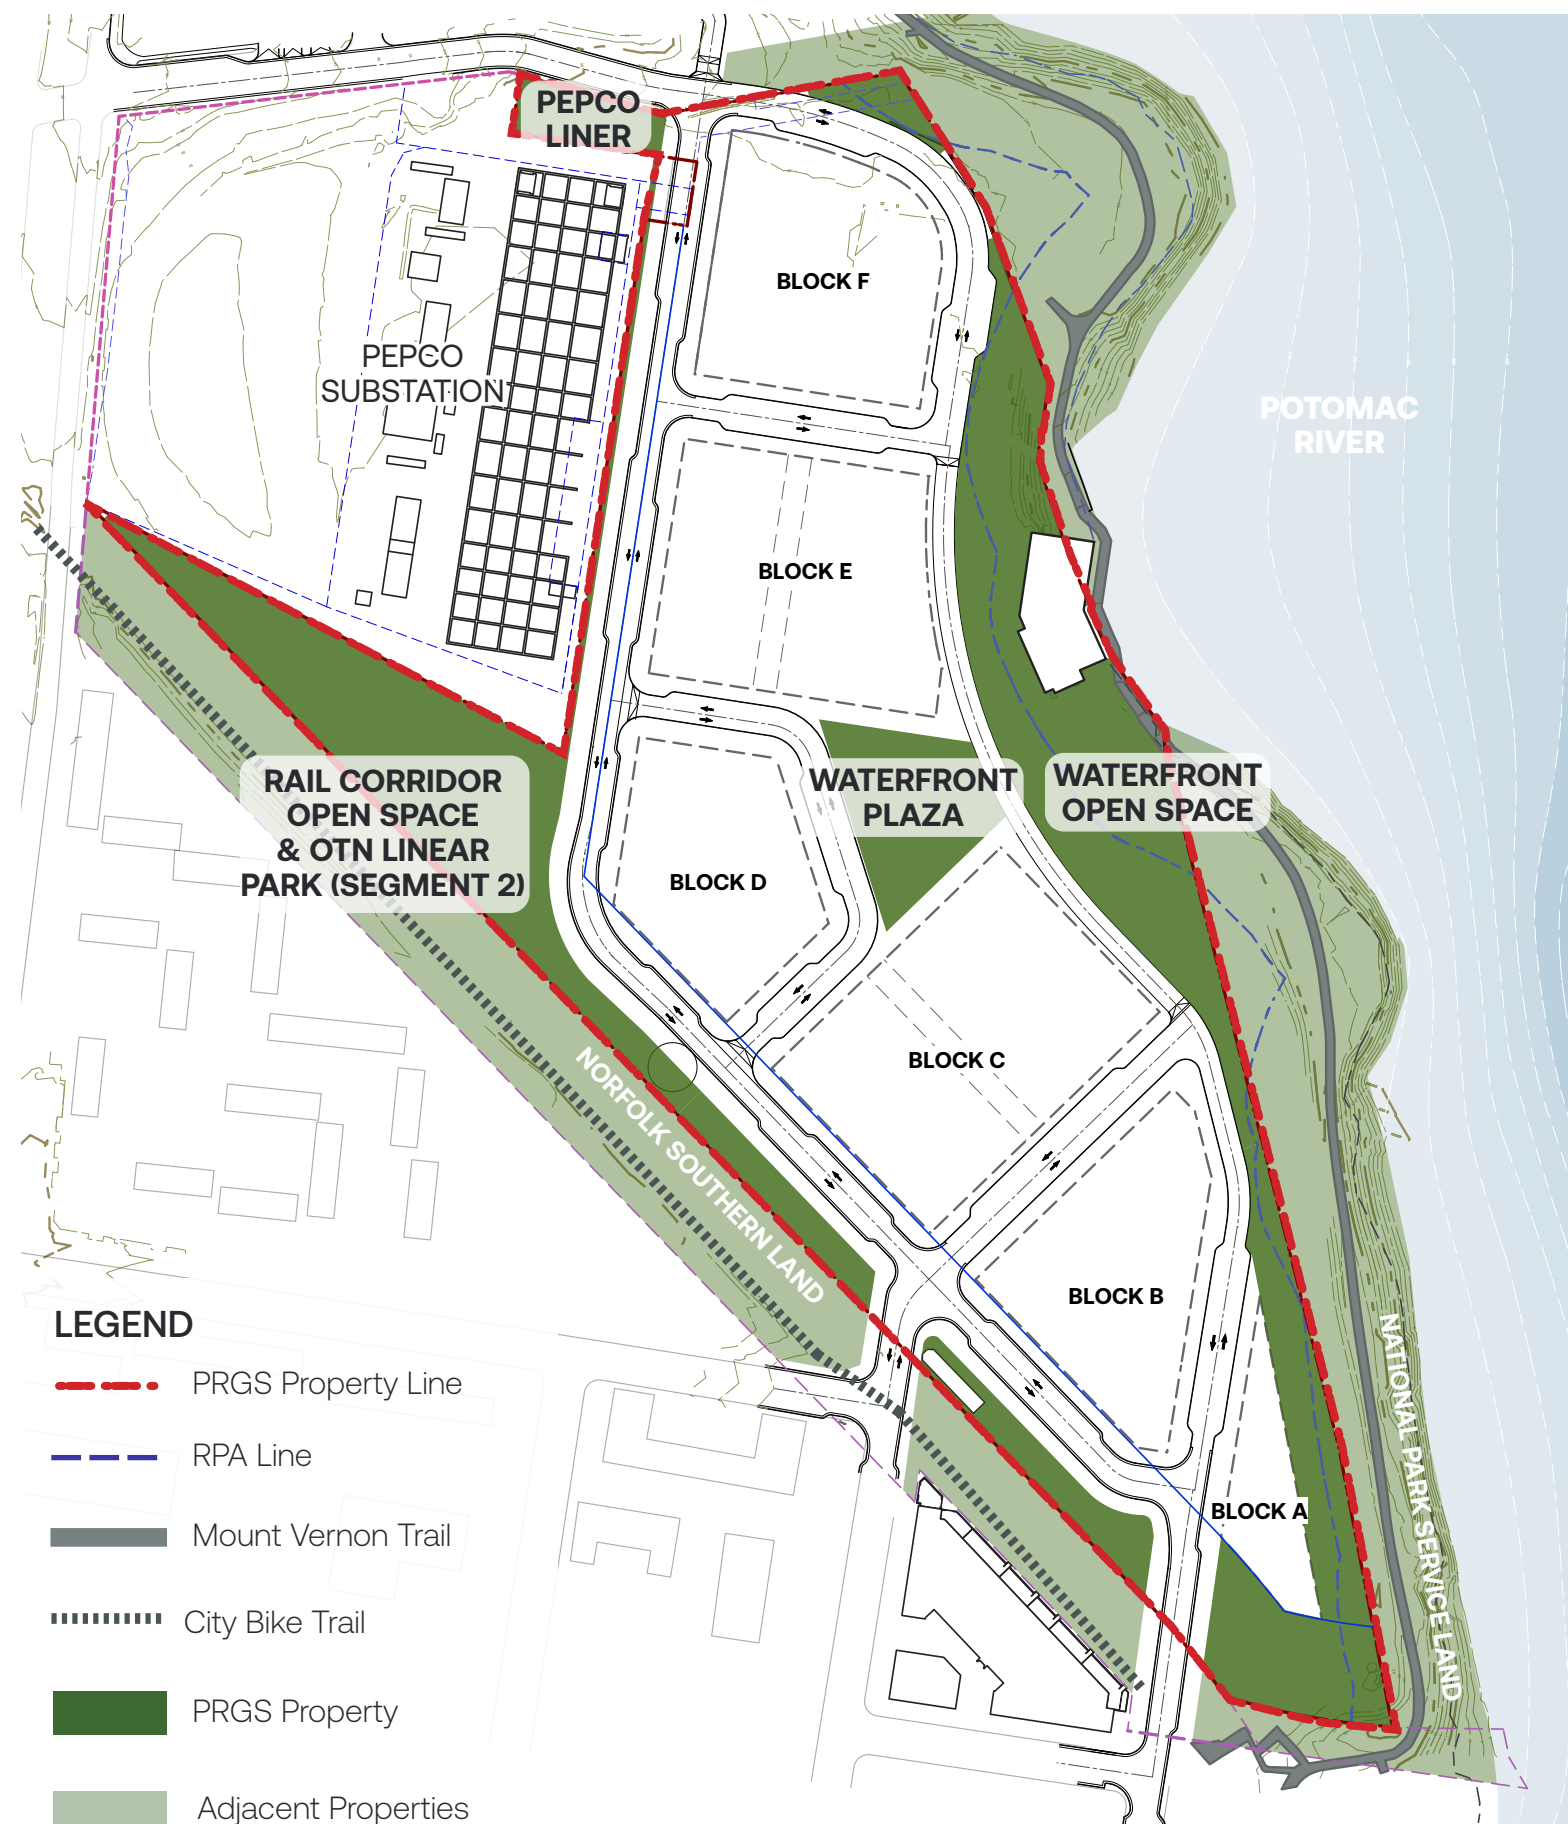 PEPCO
LINER
BLOCK F
PEPCO
SUBSTATION
POTOMAC
RIVER
BLOCK E
RAIL CORRIDOR
OPEN SPACE
& OTN LINEAR
PARK (SEGMENT 2)
WATERFRONT
PLAZA
WATERFRONT
OPEN SPACE
BLOCK D
BLOCK C
NORFOLK SOUTHERN LAND
BLOCK B
NATIONAL PARK SERVICE LAND
BLOCK A
LEGEND
PRGS Property Line
RPA Line
Mount Vernon Trail
City Bike Trail
PRGS Property
Adjacent Properties